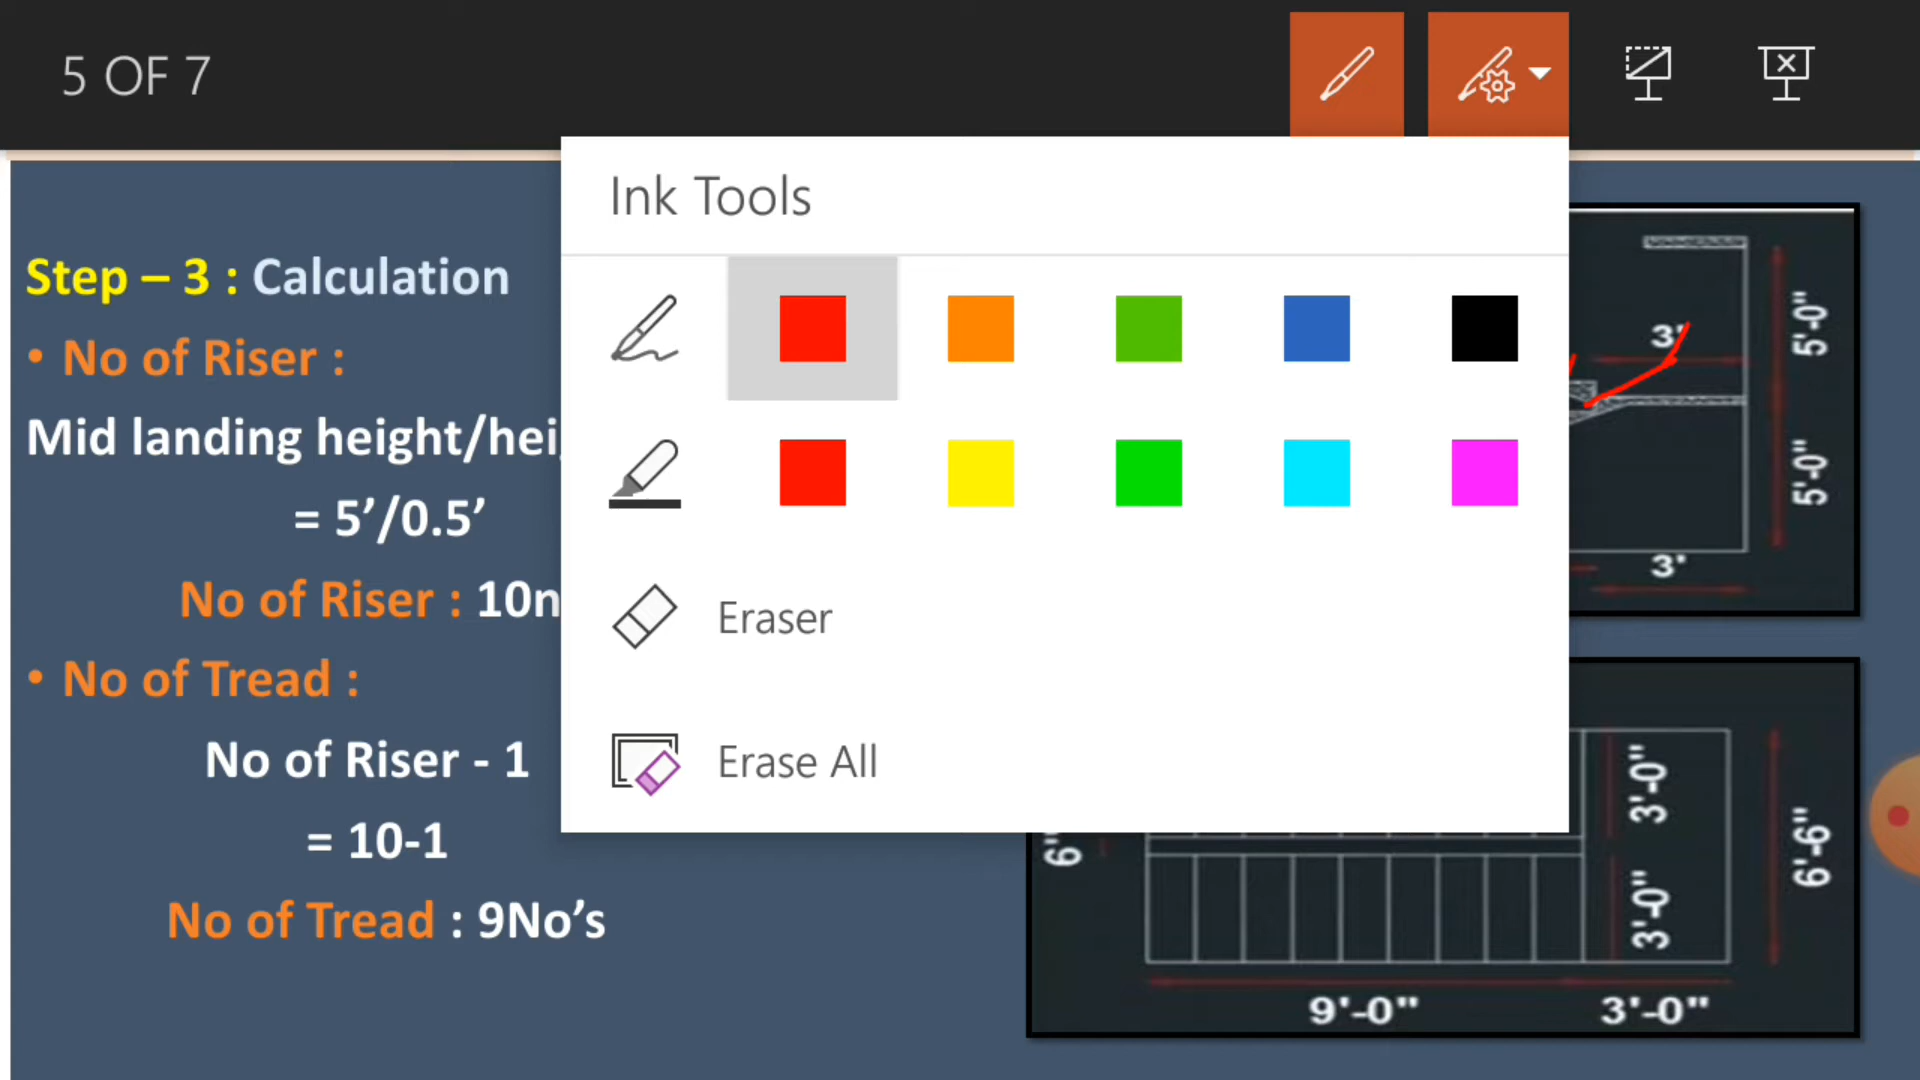 5 OF 7
Ink Tools
Step – 3 : Calculation
• No of Riser :
Mid landing height/hei
= 5’/0.5’
No of Riser : 10n
• No of Tread :
No of Riser - 1
= 10-1
No of Tread : 9No’s
Eraser
Erase All
3'
5'-0"
5'-0"
3'
3'-0"
3'-0"
6'-6"
6"
9'-0"
3'-0"